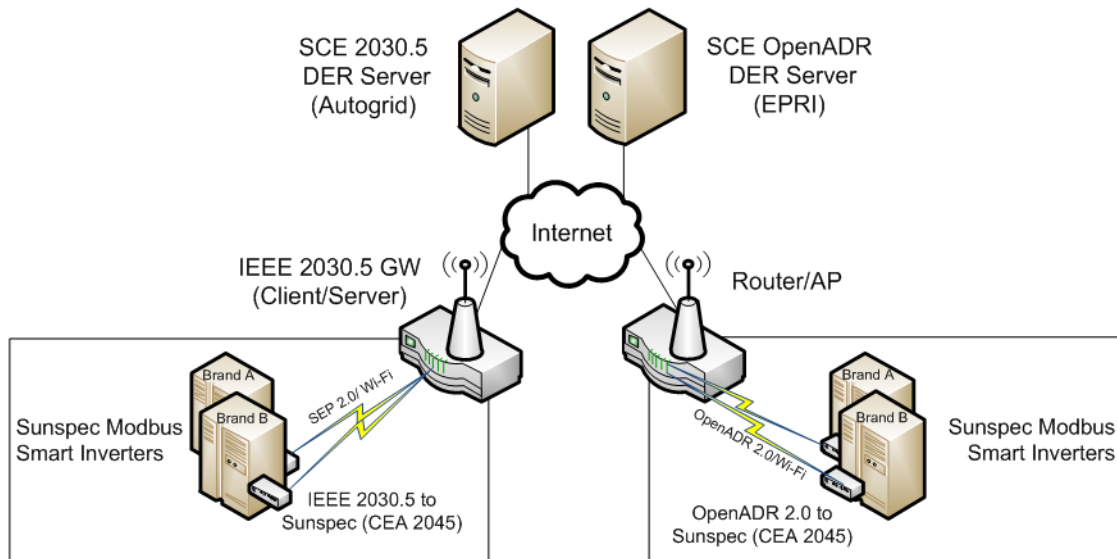 SCE 2030.5
DER Server
(Autogrid)
SCE OpenADR
DER Server
(EPRI)
Internet
IEEE 2030.5 GW
(Client/Server)
Router/AP
Brand A
Brand B
SEP 2.0/ Wi-Fi
Sunspec Modbus
Smart Inverters
IEEE 2030.5 to
Sunspec (CEA 2045)
Brand A
Brand B
OpenADR 2.0/Wi-Fi
Sunspec Modbus
Smart Inverters
OpenADR 2.0 to
Sunspec (CEA 2045)